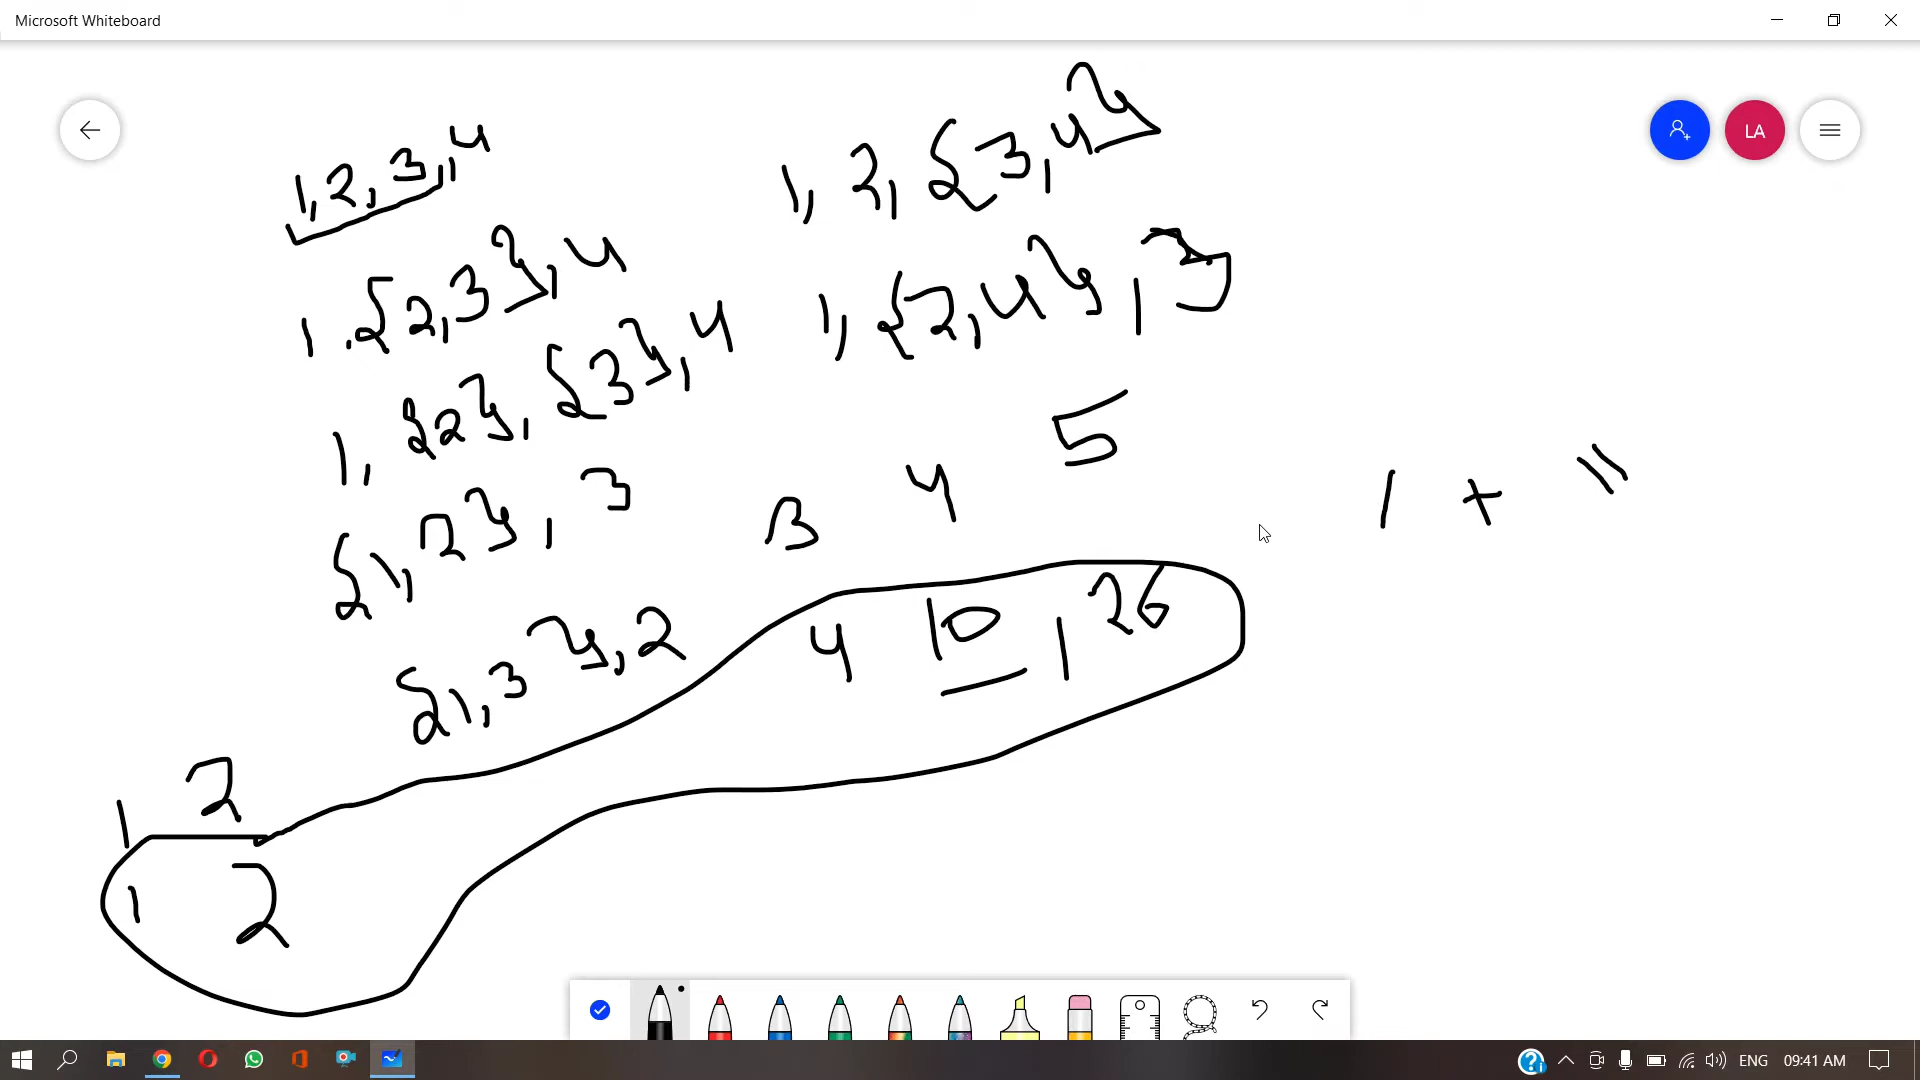 Microsoft Whiteboard
LA
1,2,3,4
1,{2,3},4
1,{2},{3},4
{1,2},3
{1,3},2
1,2,{3,4}
1,{2,4},3
3 4 5
1 + 11
4 10, 26
1 2
1 2
ENG 09:41 AM